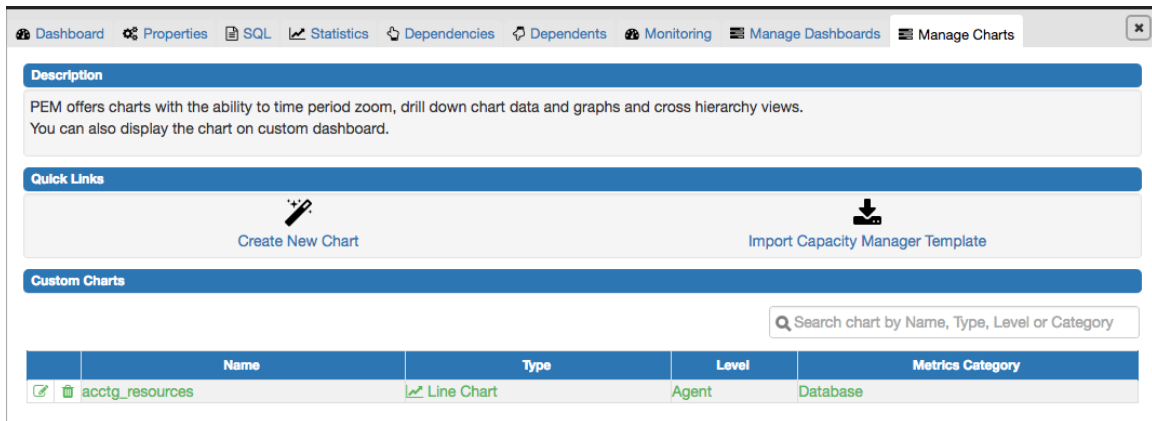 Dashboard Properties SQL Statistics Dependencies Dependents Monitoring Manage Dashboards Manage Charts
Description
PEM offers charts with the ability to time period zoom, drill down chart data and graphs and cross hierarchy views.
You can also display the chart on custom dashboard.
Quick Links
Create New Chart Import Capacity Manager Template
Custom Charts
Search chart by Name, Type, Level or Category
Name Type Level Metrics Category
acctg_resources Line Chart Agent Database